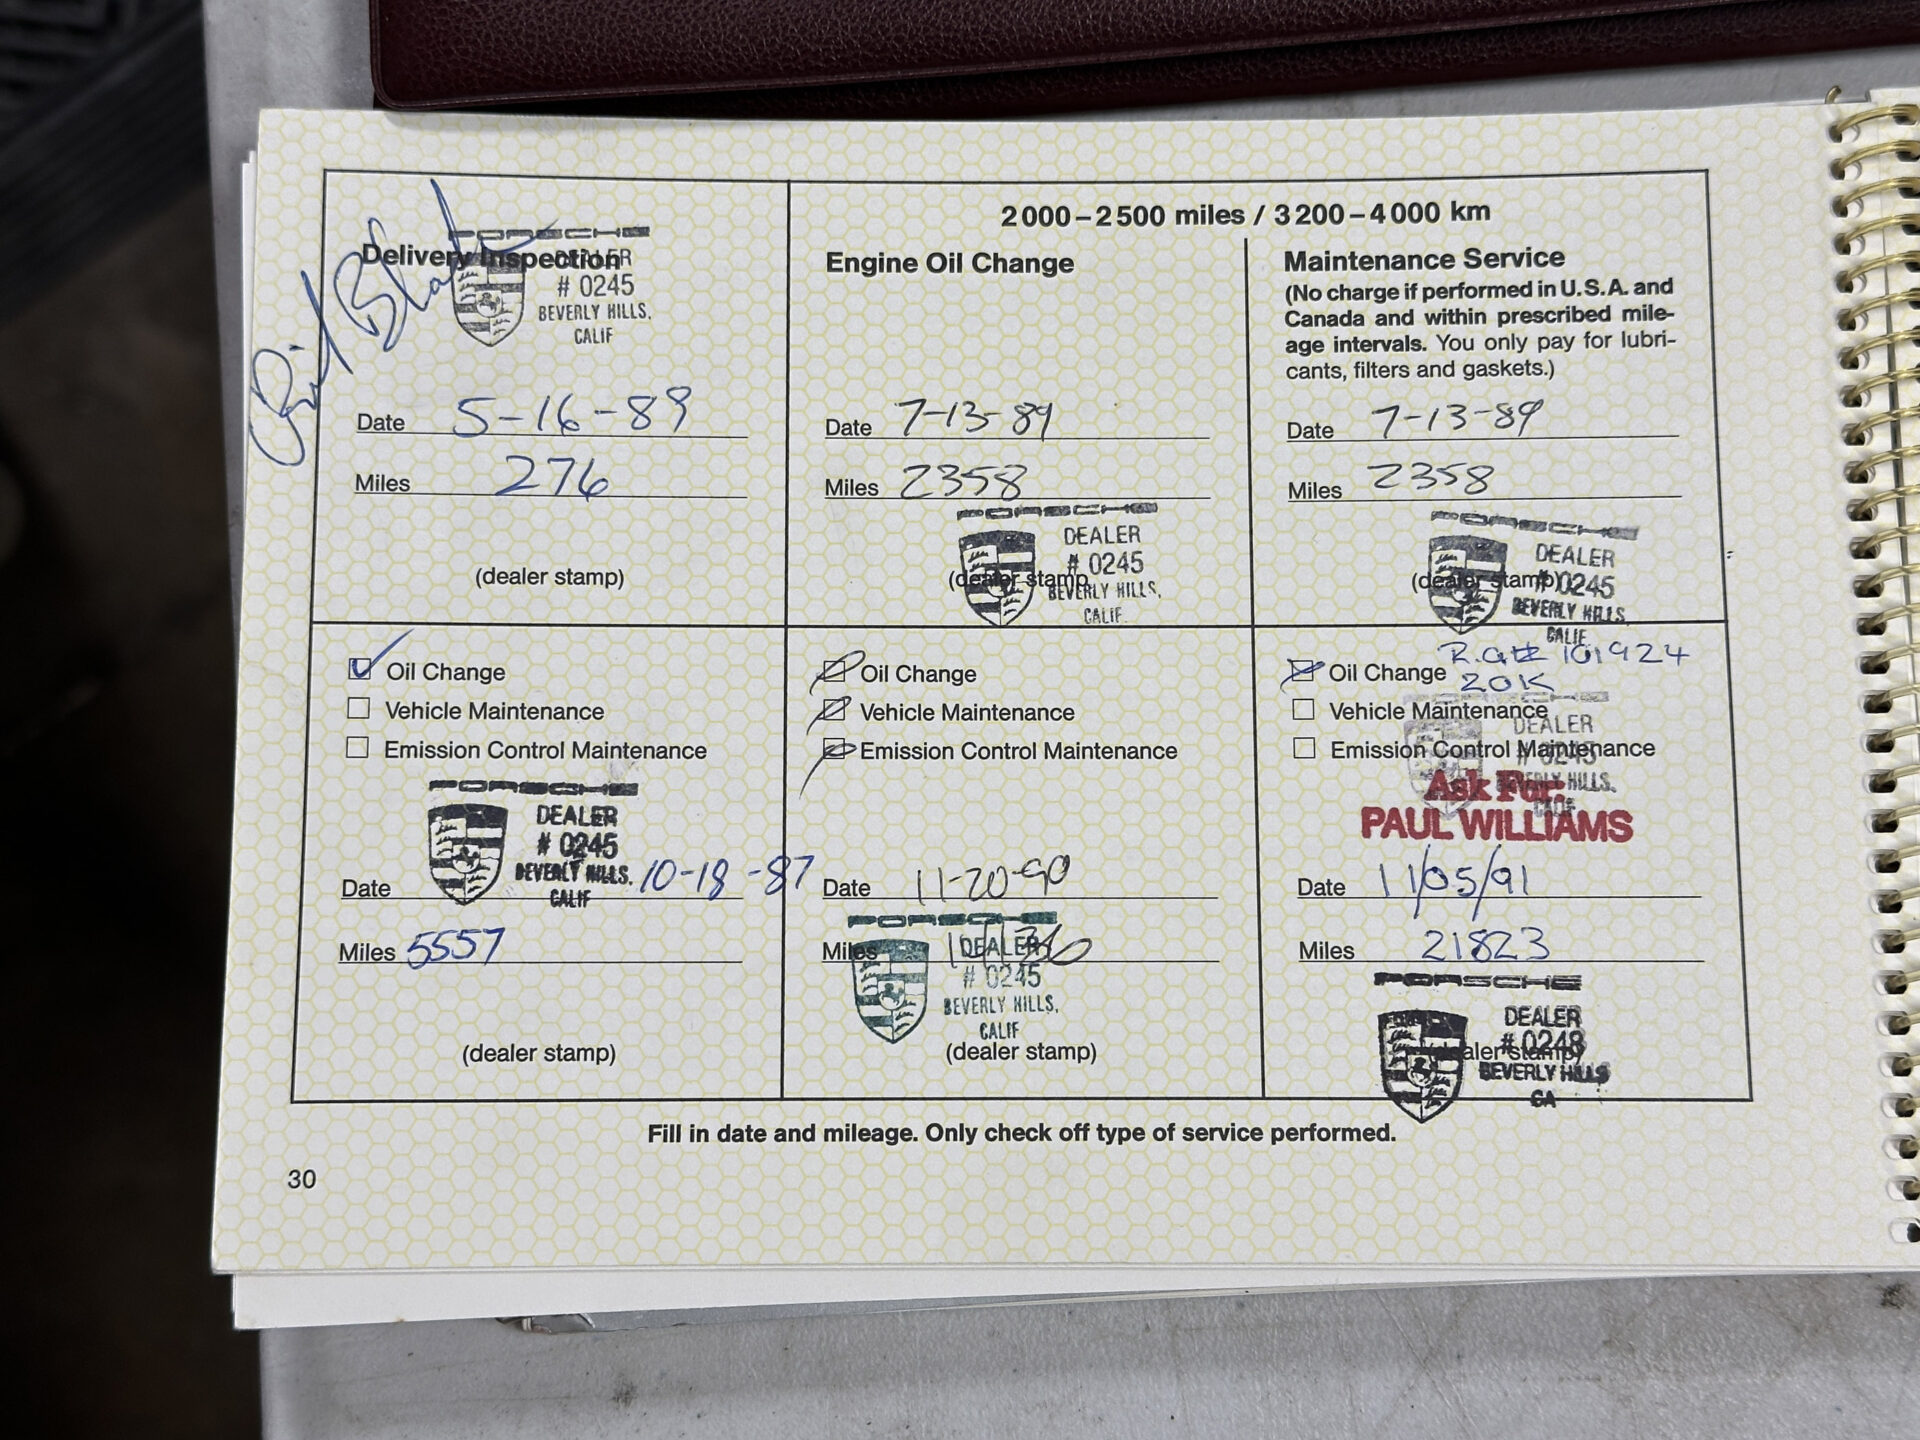 2000–2500 miles / 3200–4000 km
Delivery Inspection
PORSCHE
DEALER
# 0245
BEVERLY HILLS,
CALIF
Date 5-16-89
Miles 276
(dealer stamp)
Engine Oil Change
Date 7-13-89
Miles 2358
PORSCHE
DEALER
# 0245
BEVERLY HILLS,
CALIF.
(dealer stamp)
Maintenance Service
(No charge if performed in U.S.A. and
Canada and within prescribed mile-
age intervals. You only pay for lubri-
cants, filters and gaskets.)
Date 7-13-89
Miles 2358
PORSCHE
DEALER
# 0245
BEVERLY HILLS,
CALIF
(dealer stamp)
Oil Change
Vehicle Maintenance
Emission Control Maintenance
PORSCHE
DEALER
# 0245
BEVERLY HILLS,
CALIF
Date 10-18-87
Miles 5557
(dealer stamp)
Oil Change
Vehicle Maintenance
Emission Control Maintenance
Date 11-20-90
Miles
PORSCHE
DEALER
# 0245
BEVERLY HILLS,
CALIF
(dealer stamp)
Oil Change R.O# 101924
20K
Vehicle Maintenance
Emission Control Maintenance
DEALER
# 0245
BEVERLY HILLS,
CALIF
Ask For:
PAUL WILLIAMS
Date 11/05/91
Miles 21823
PORSCHE
DEALER
# 0248
BEVERLY HILLS
CA
(dealer stamp)
Fill in date and mileage. Only check off type of service performed.
30